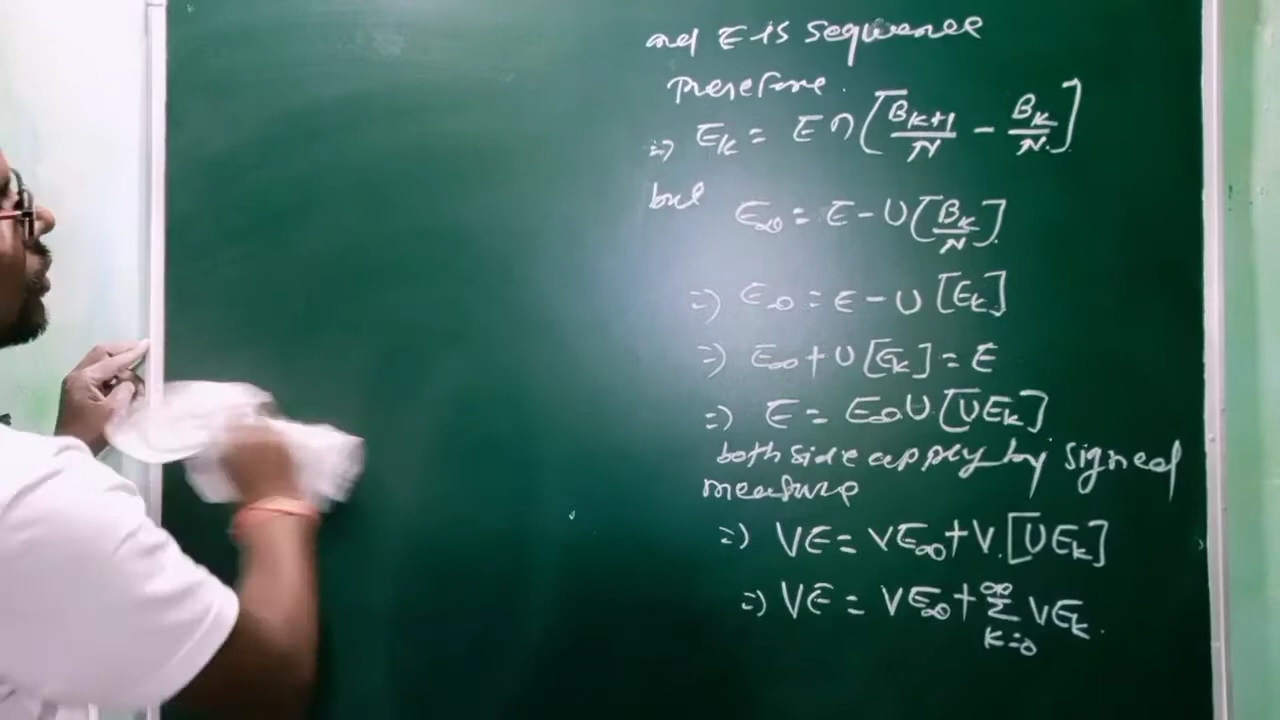 and E is sequence
Therefore.
=> E_k = E ∩ [B_{k+1}/N - B_k/N]
but E_∞ = E - U[B_k/N]
=> E_∞ = E - U [E_k]
=> E_∞ + U [E_k] = E
=> E = E_∞ U [U E_k]
both side apply by signed
measure
=> VE = VE_∞ + V.[U E_k]
=> VE = VE_∞ + ∞ Σ k=0 VE_k.